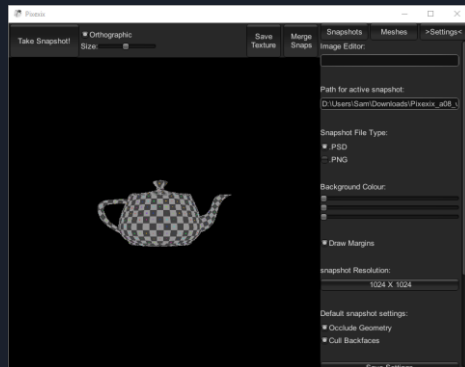 Pixexix
Take Snapshot!
Orthographic
Size:
Save Texture
Merge Snaps
Snapshots
Meshes
>Settings<
Image Editor:
Path for active snapshot:
D:\Users\Sam\Downloads\Pixexix_a08_
Snapshot File Type:
.PSD
.PNG
Background Colour:
Draw Margins
snapshot Resolution:
1024 X 1024
Default snapshot settings:
Occlude Geometry
Cull Backfaces
Save Settings